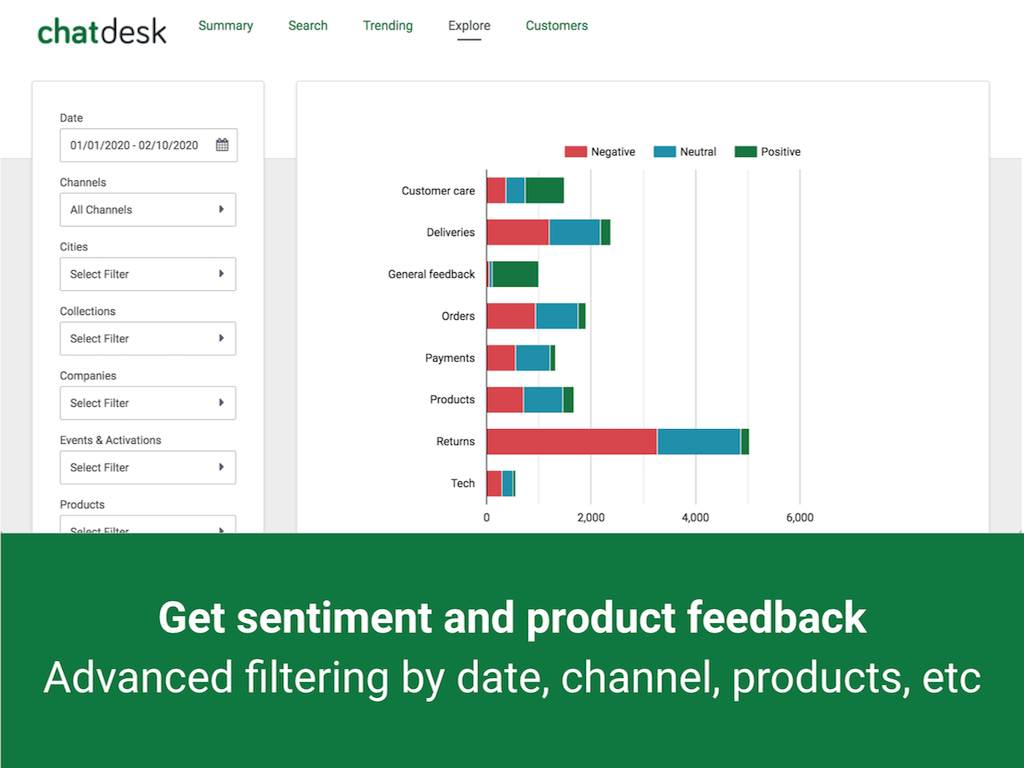 chatdesk
Summary
Search
Trending
Explore
Customers
Date
01/01/2020 - 02/10/2020
Channels
All Channels
Cities
Select Filter
Collections
Select Filter
Companies
Select Filter
Events & Activations
Select Filter
Products
Select Filter
Negative
Neutral
Positive
Customer care
Deliveries
General feedback
Orders
Payments
Products
Returns
Tech
0
2,000
4,000
6,000
Get sentiment and product feedback
Advanced filtering by date, channel, products, etc